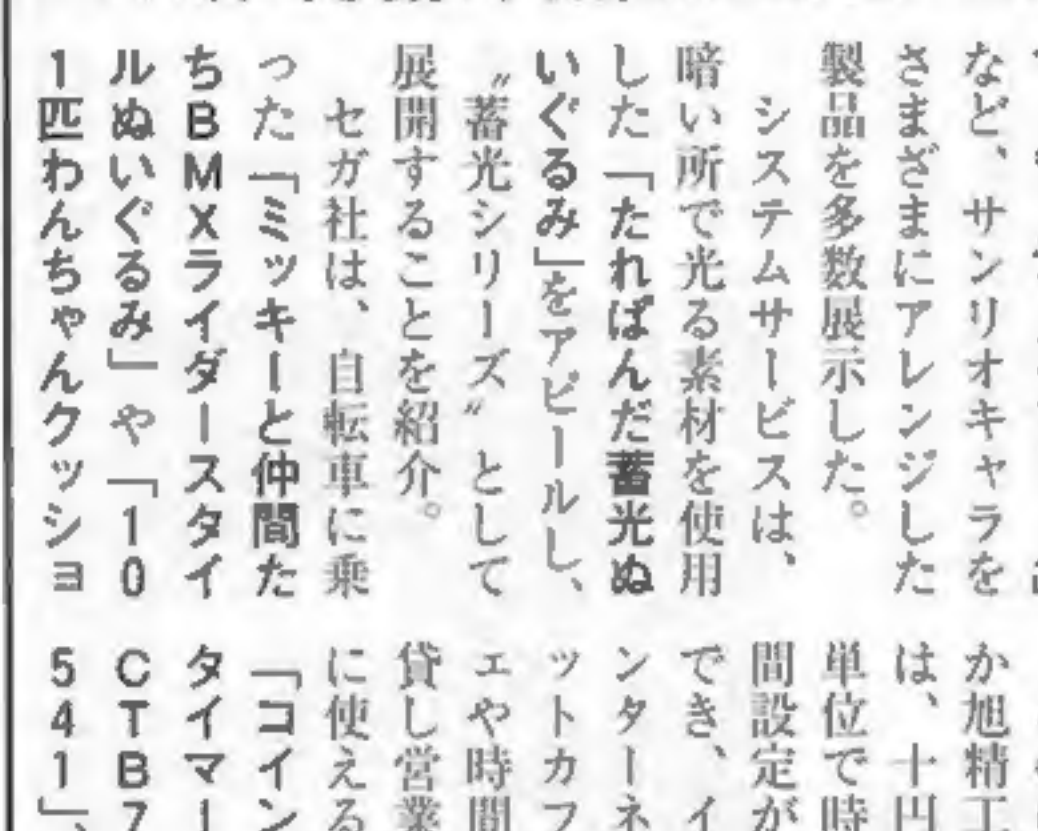 など、サンリオキャラを
さまざまにアレンジした
製品を多数展示した。
システムサービスは、
暗い所で光る素材を使用
した「たれぱんだ蓄光ぬ
いぐるみ」をアピールし、
〝蓄光シリーズ〟として
展開することを紹介。
セガ社は、自転車に乗
った「ミッキーと仲間た
ちBMXライダースタイ
ルぬいぐるみ」や「10
1匹わんちゃんクッショ
か旭精工
は、十円
単位で時
間設定が
でき、イ
ンターネ
ットカフ
ェや時間
貸し営業
に使える
「コイン
タイマー
CTB7
541」、